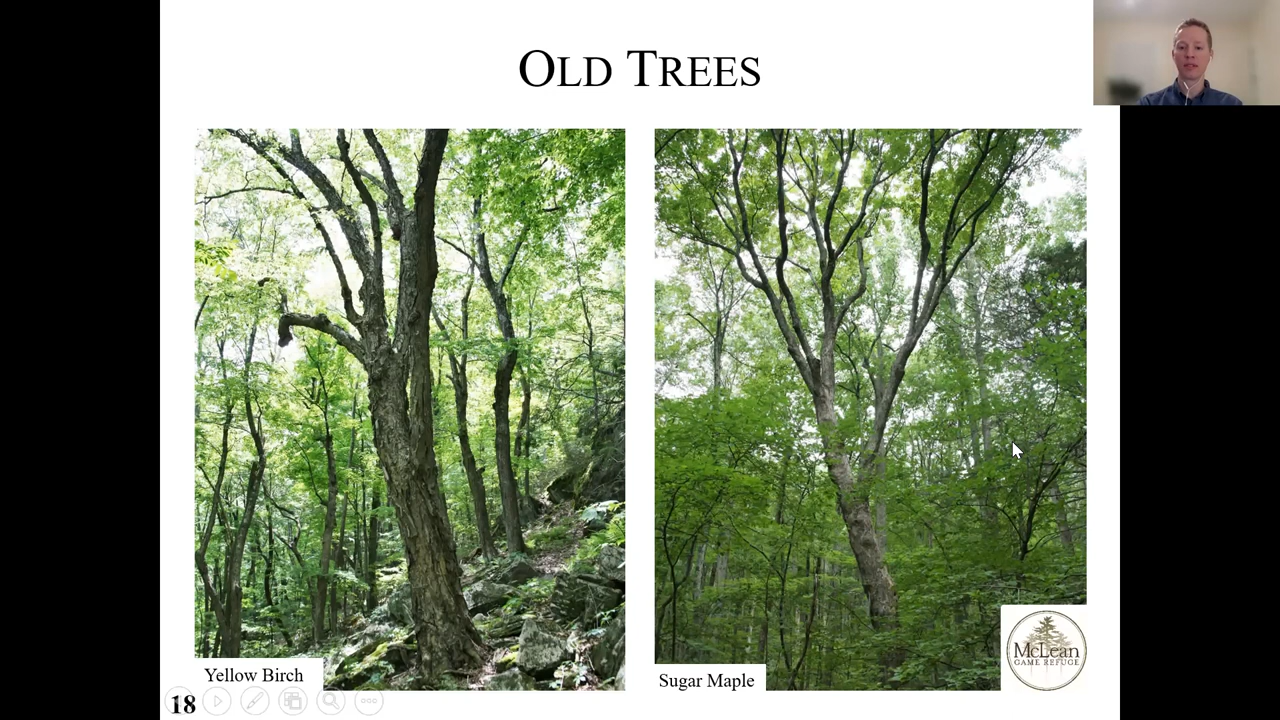 OLD TREES
Yellow Birch
Sugar Maple
McLean
GAME REFUGE
18